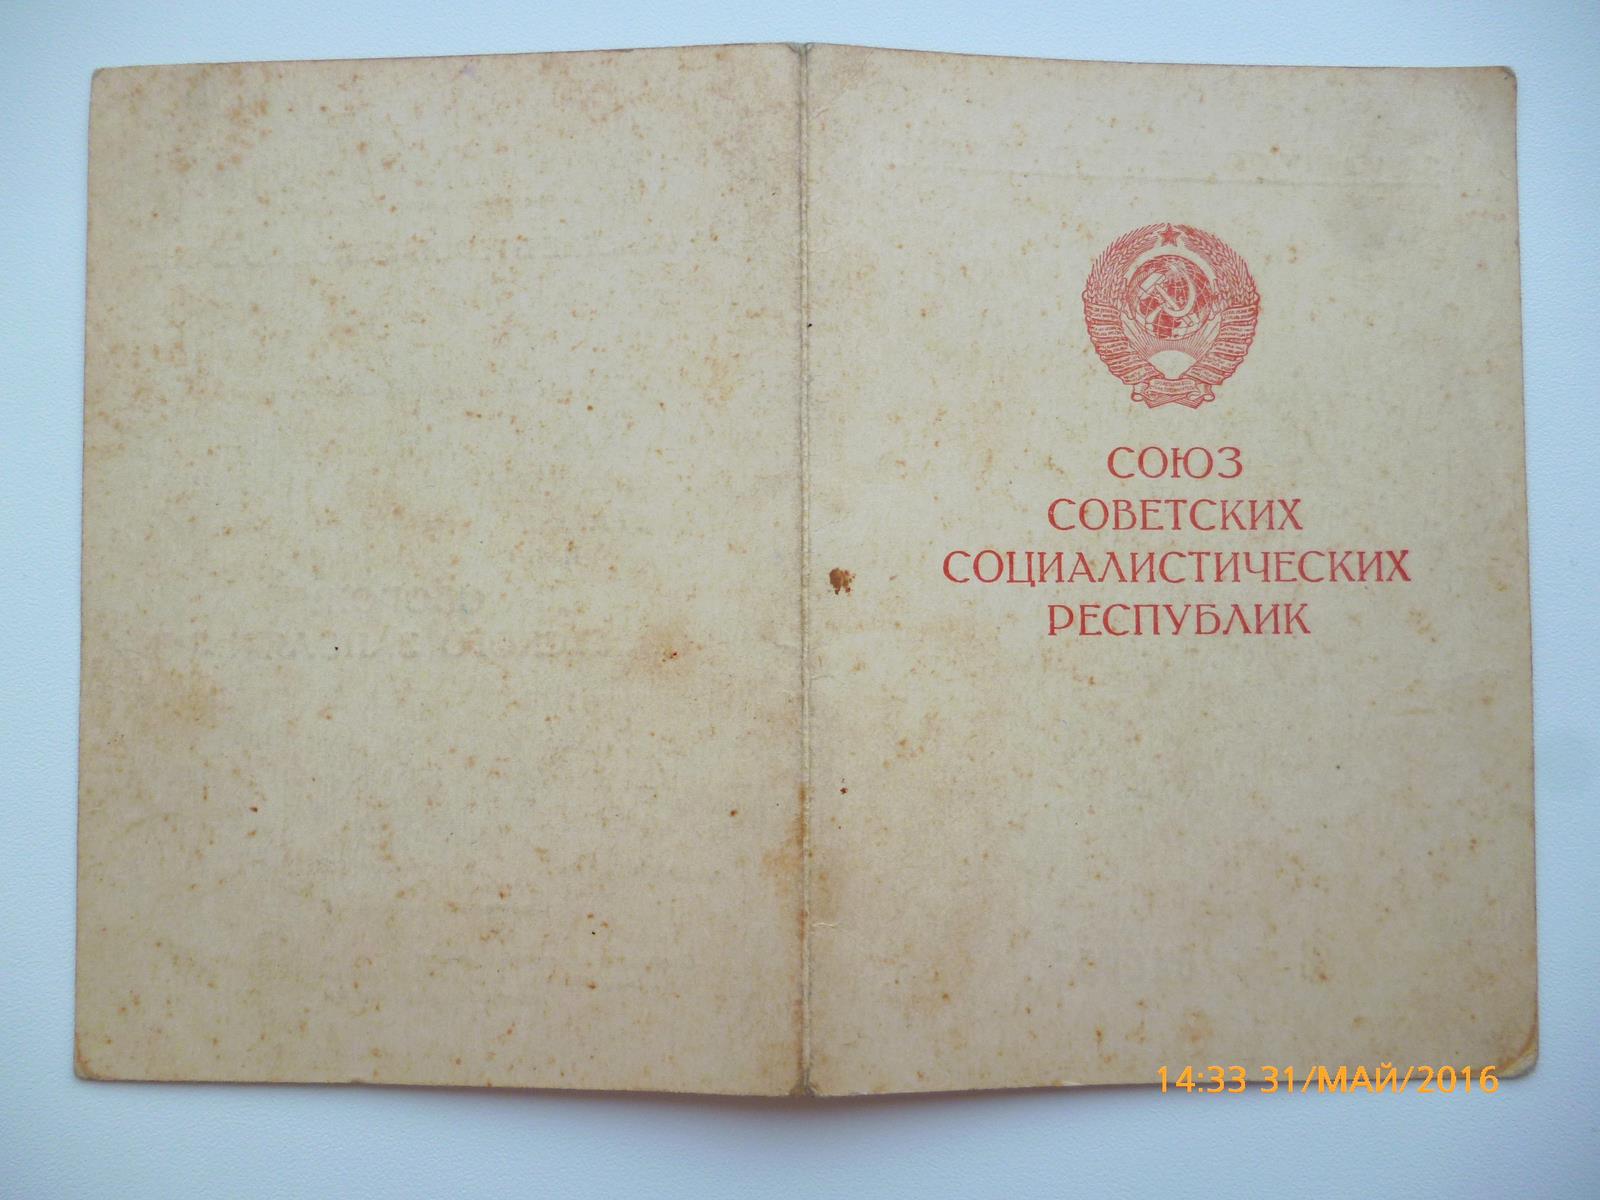 СОЮЗ
СОВЕТСКИХ
СОЦИАЛИСТИЧЕСКИХ
РЕСПУБЛИК
14:33 31/МАЙ/2016